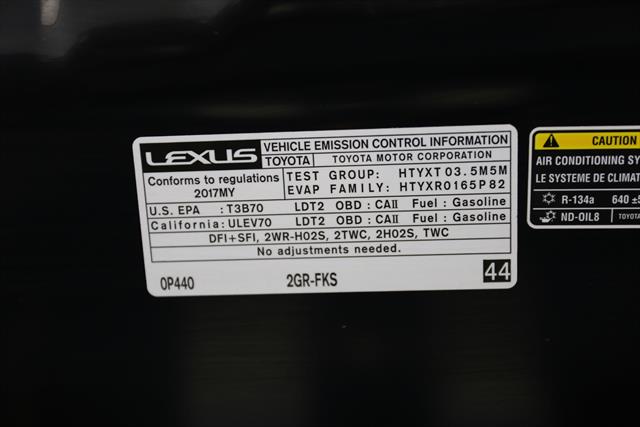 LEXUS VEHICLE EMISSION CONTROL INFORMATION
TOYOTA TOYOTA MOTOR CORPORATION
Conforms to regulations
2017MY
TEST GROUP: HTYXT03.5M5M
EVAP FAMILY: HTYXR0165P82
U.S. EPA : T3B70 LDT2 OBD : CAII Fuel : Gasoline
California: ULEV70 LDT2 OBD : CAII Fuel : Gasoline
DFI+SFI, 2WR-HO2S, 2TWC, 2HO2S, TWC
No adjustments needed.
0P440 2GR-FKS 44
CAUTION
AIR CONDITIONING
LE SYSTEME DE CLIMAT
R-134a 640
ND-OIL8 TOYOTA